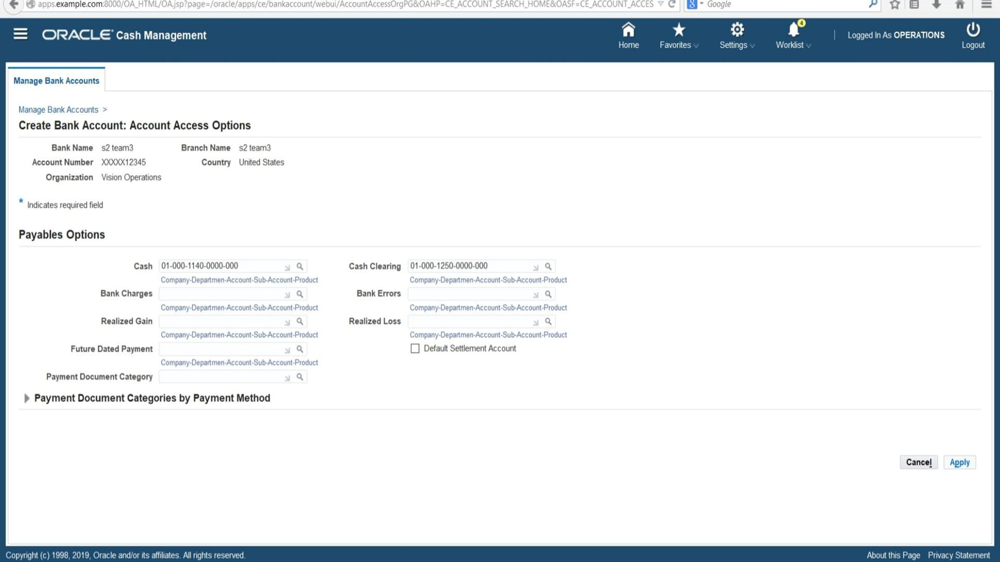 apps.example.com:8000/OA_HTML/OA.jsp?page=/oracle/apps/ce/bankaccount/webui/AccountAccessOrgPG&OAHP=CE_ACCOUNT_SEARCH_HOME&OASF=CE_ACCOUNT_ACCES Google
ORACLE Cash Management
Home Favorites Settings Worklist 4 Logged In As OPERATIONS Logout
Manage Bank Accounts
Manage Bank Accounts >
Create Bank Account: Account Access Options
Bank Name s2 team3 Branch Name s2 team3
Account Number XXXXX12345 Country United States
Organization Vision Operations
* Indicates required field
Payables Options
Cash 01-000-1140-0000-000 Cash Clearing 01-000-1250-0000-000
Company-Departmen-Account-Sub-Account-Product Company-Departmen-Account-Sub-Account-Product
Bank Charges Bank Errors
Company-Departmen-Account-Sub-Account-Product Company-Departmen-Account-Sub-Account-Product
Realized Gain Realized Loss
Company-Departmen-Account-Sub-Account-Product Company-Departmen-Account-Sub-Account-Product
Future Dated Payment Default Settlement Account
Company-Departmen-Account-Sub-Account-Product
Payment Document Category
Payment Document Categories by Payment Method
Cancel Apply
Copyright (c) 1998, 2019, Oracle and/or its affiliates. All rights reserved. About this Page Privacy Statement